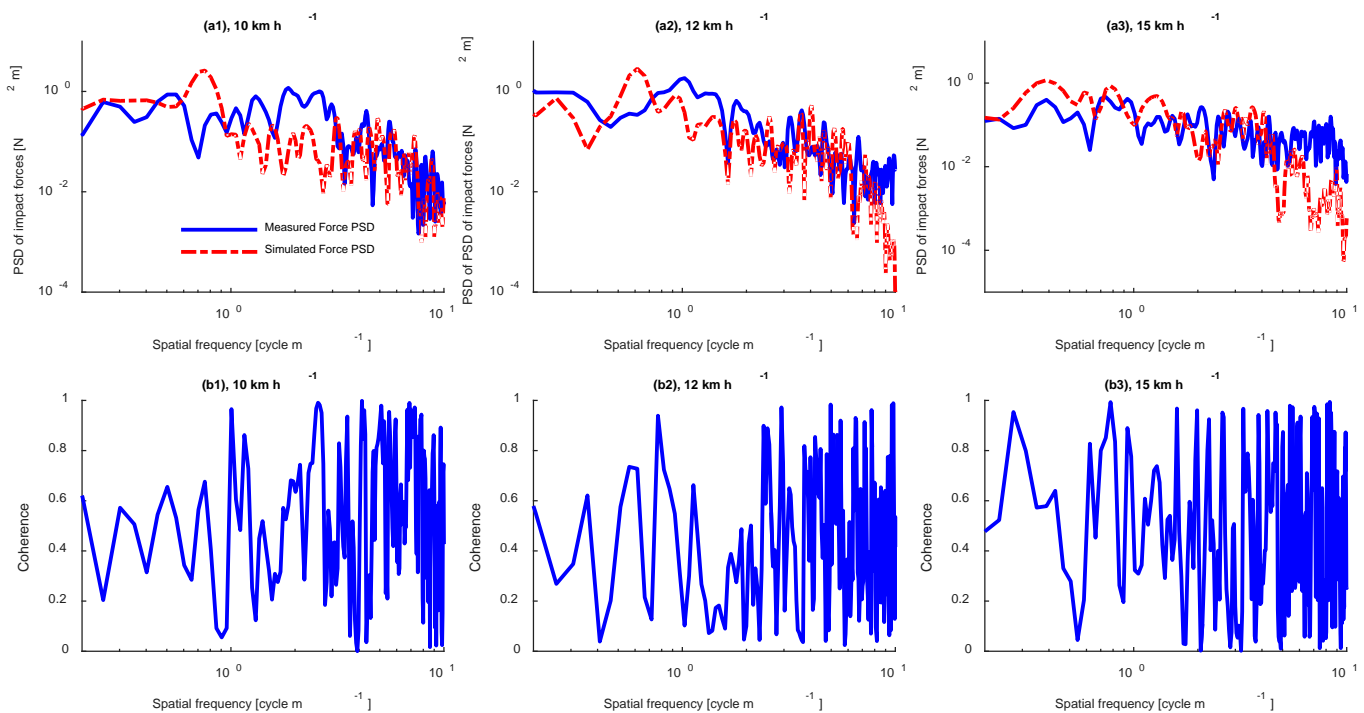 (a1), 10 km h -1
PSD of impact forces [N 2 m]
10 0
10 -2
10 -4
Measured Force PSD
Simulated Force PSD
10 0
10 1
Spatial frequency [cycle m -1 ]
(a2), 12 km h -1
PSD of PSD of impact forces [N 2 m]
10 0
10 -2
10 -4
10 0
10 1
Spatial frequency [cycle m -1 ]
(a3), 15 km h -1
PSD of impact forces [N 2 m]
10 0
10 -2
10 -4
10 0
10 1
Spatial frequency [cycle m -1 ]
(b1), 10 km h -1
Coherence
1
0.8
0.6
0.4
0.2
0
10 0
10 1
Spatial frequency [cycle m -1 ]
(b2), 12 km h -1
Coherence
1
0.8
0.6
0.4
0.2
0
10 0
10 1
Spatial frequency [cycle m -1 ]
(b3), 15 km h -1
Coherence
1
0.8
0.6
0.4
0.2
0
10 0
10 1
Spatial frequency [cycle m -1 ]